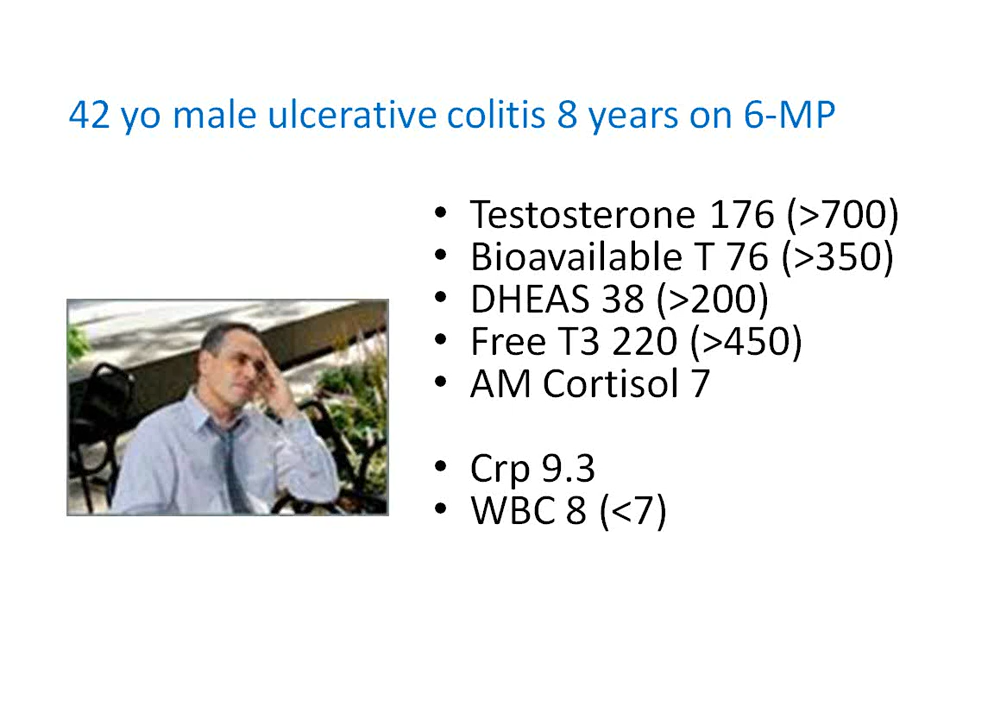 42 yo male ulcerative colitis 8 years on 6-MP
• Testosterone 176 (>700)
• Bioavailable T 76 (>350)
• DHEAS 38 (>200)
• Free T3 220 (>450)
• AM Cortisol 7
• Crp 9.3
• WBC 8 (<7)